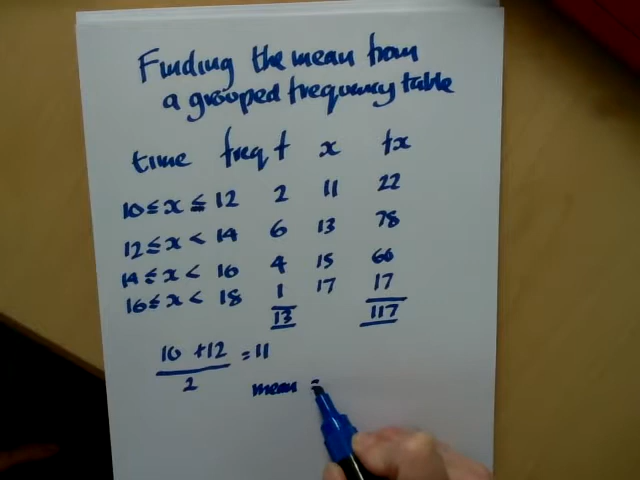 Finding the mean from
a grouped frequency table
time freq f x fx
10 ≤ x ≤ 12 2 11 22
12 ≤ x < 14 6 13 78
14 ≤ x < 16 4 15 60
16 ≤ x < 18 1 17 17
13 117
10 + 12 = 11
2
mean =